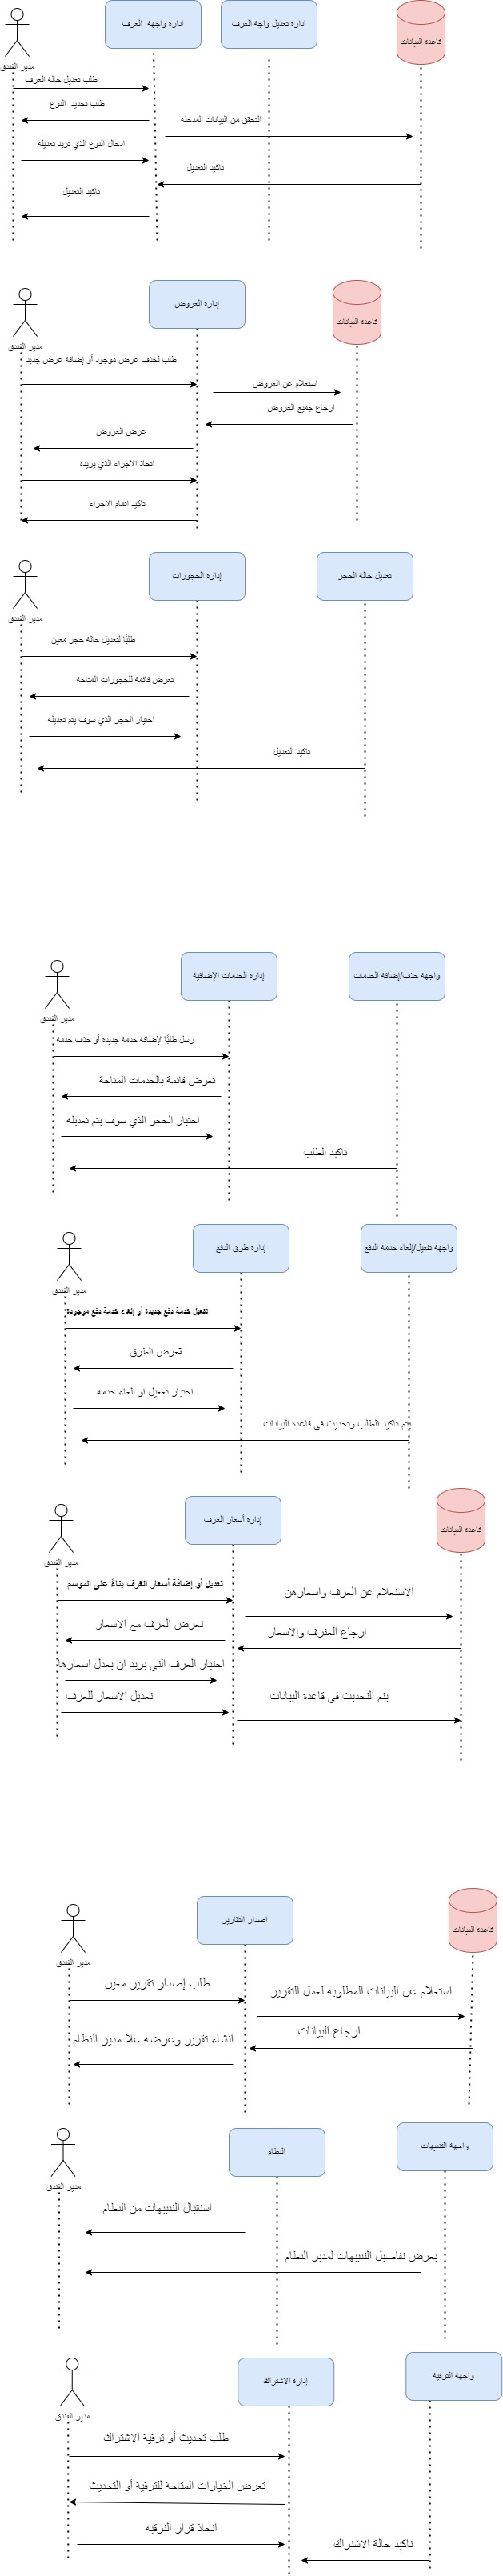 ادارة واجهة الغرف
ادارة تعديل واجة الغرف
قاعدة البيانات
مدير الفندق
طلب تعديل حالة الغرف
طلب تحديد النوع
التحقق من البيانات المدخله
ادخال النوع الذي تريد تعديله
تاكيد التعديل
تاكيد التعديل
إدارة العروض
قاعدة البيانات
مدير الفندق
طلب لحذف عرض موجود أو إضافة عرض جديد
استعلام عن العروض
ارجاع جميع العروض
عرض العروض
اتخاذ الاجراء الذي يريده
تاكيد اتمام الاجراء
إدارة الحجوزات
تعديل حالة الحجز
مدير الفندق
طلبًا لتعديل حالة حجز معين
تعرض قائمة للحجوزات المتاحة
اختيار الحجز الذي سوف يتم تعديله
تاكيد التعديل
إدارة الخدمات الإضافية
واجهة حذف/إضافة الخدمات
مدير الفندق
رسل طلبًا لإضافة خدمة جديدة أو حذف خدمة
تعرض قائمة بالخدمات المتاحة
اختيار الحجز الذي سوف يتم تعديله
تاكيد الطلب
إدارة طرق الدفع
واجهة تفعيل/إلغاء خدمة الدفع
مدير الفندق
تفعيل خدمة دفع جديدة أو إلغاء خدمة دفع موجودة
تعرض الطرق
اختيار تفعيل او الغاء خدمه
يتم تاكيد الطلب وتحديث في قاعدة البيانات
إدارة أسعار الغرف
قاعدة البيانات
مدير الفندق
تعديل أو إضافة أسعار الغرف بناءً على الموسم
الاستعلام عن الغرف واسعارهن
ارجاع العفرف والاسعار
تعرض الغرف مع الاسعار
اختيار الغرف التي يريد ان يعدل اسعارها
تعديل الاسعار للغرف
يتم التحديث في قاعدة البيانات
اصدار التقارير
قاعدة البيانات
مدير الفندق
طلب إصدار تقرير معين
استعلام عن البيانات المطلوبه لعمل التقرير
ارجاع البيانات
انشاء تقرير وعرضه علا مدير النظام
النظام
واجهة التنبيهات
مدير الفندق
استقبال التنبيهات من النظام
يعرض تفاصيل التنبيهات لمدير النظام
إدارة الاشتراك
واجهة الترقية
مدير الفندق
طلب تحديث أو ترقية الاشتراك
تعرض الخيارات المتاحة للترقية أو التحديث
اتخاذ قرار الترقيه
تاكيد حالة الاشتراك